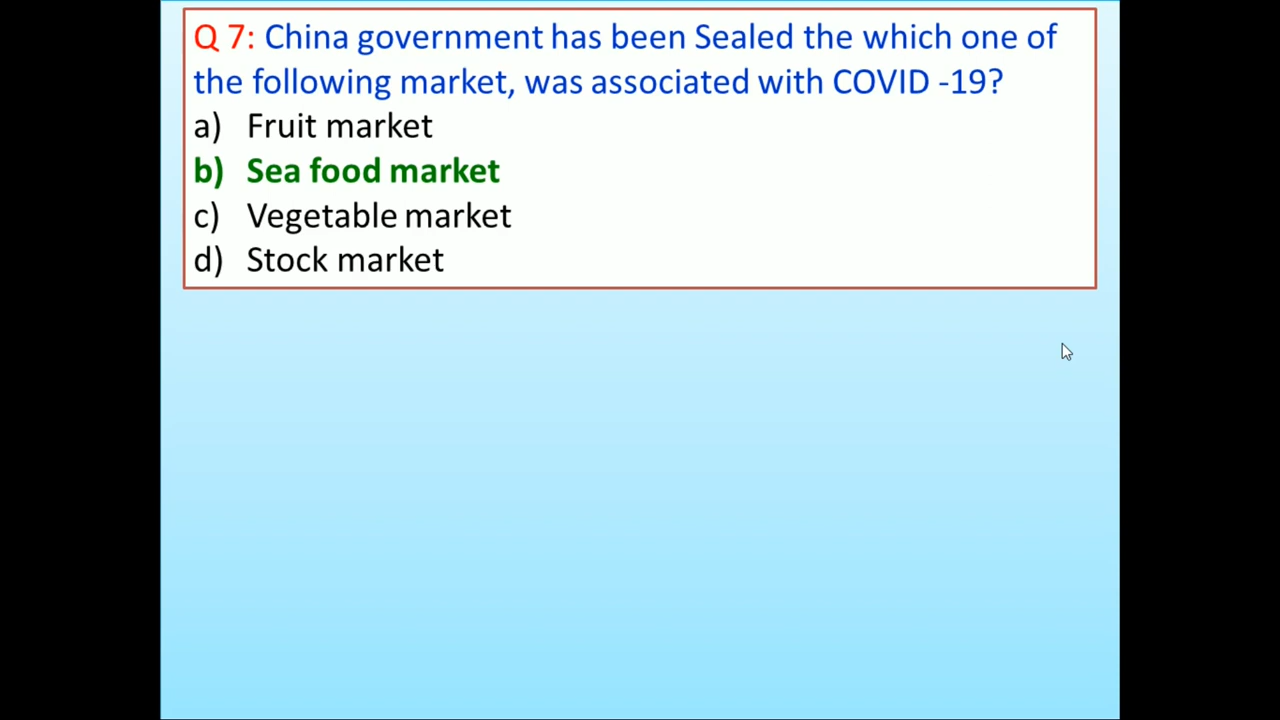 Q 7: China government has been Sealed the which one of
the following market, was associated with COVID -19?
a) Fruit market
b) Sea food market
c) Vegetable market
d) Stock market